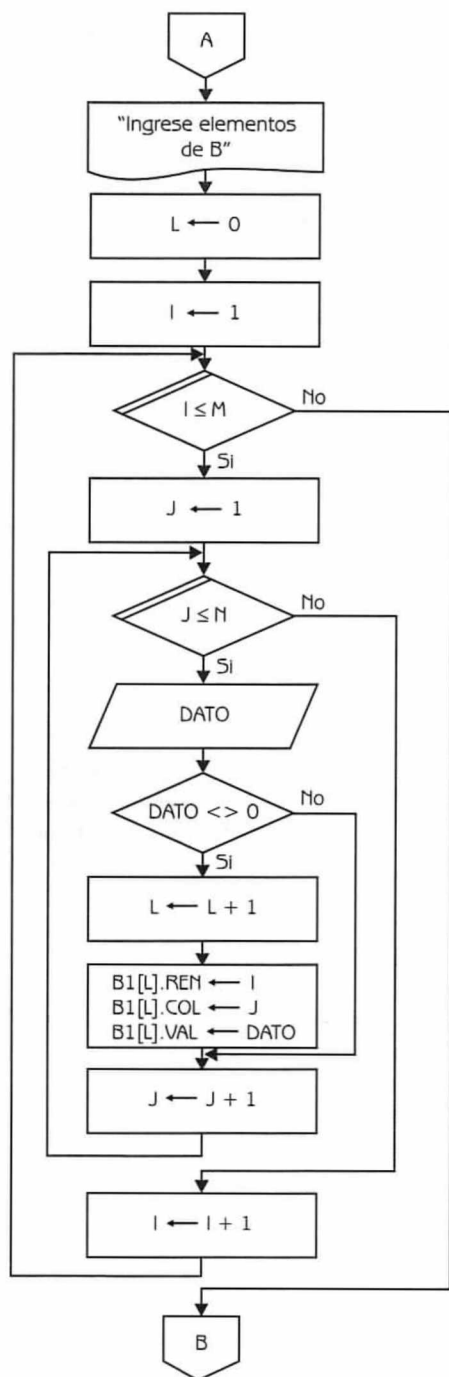 A
“Ingrese elementos
de B”
L ← 0
I ← 1
I ≤ M
No
Si
J ← 1
J ≤ N
No
Si
DATO
DATO <> 0
No
Si
L ← L + 1
B1[L].REN ← I
B1[L].COL ← J
B1[L].VAL ← DATO
J ← J + 1
I ← I + 1
B